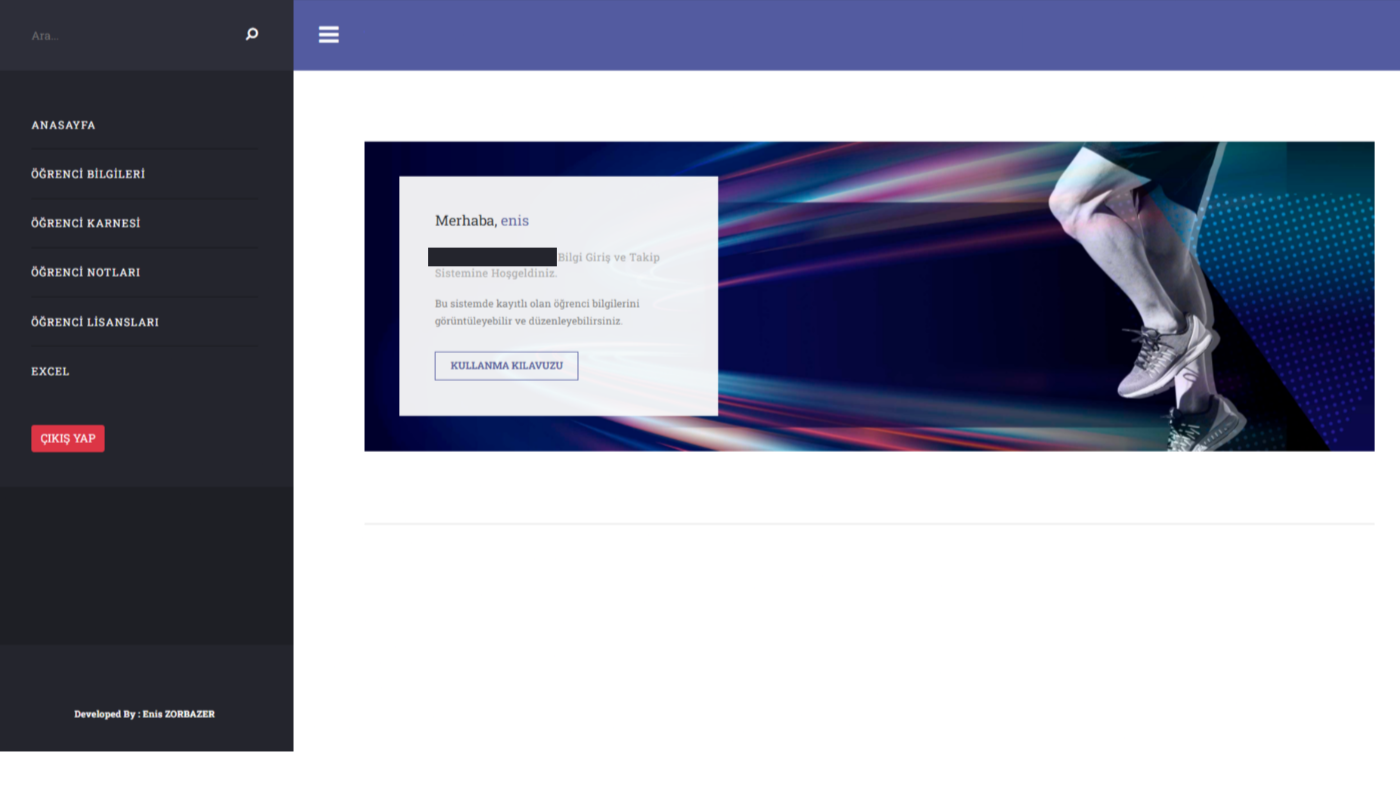 Ara...
ANASAYFA
ÖĞRENCİ BİLGİLERİ
ÖĞRENCİ KARNESİ
ÖĞRENCİ NOTLARI
ÖĞRENCİ LİSANSLARI
EXCEL
ÇIKIŞ YAP
Developed By : Enis ZORBAZER
Merhaba, enis
Bilgi Giriş ve Takip
Sistemine Hoşgeldiniz.
Bu sistemde kayıtlı olan öğrenci bilgilerini
görüntüleyebilir ve düzenleyebilirsiniz.
KULLANMA KILAVUZU